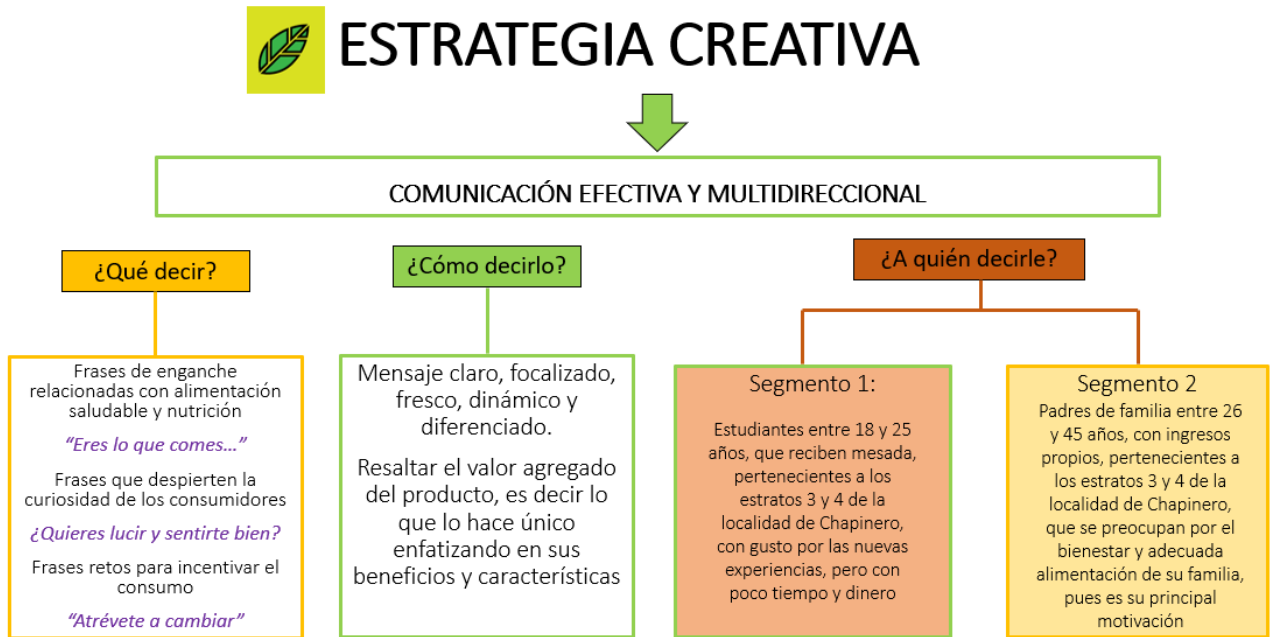 ESTRATEGIA CREATIVA
COMUNICACIÓN EFECTIVA Y MULTIDIRECCIONAL
¿Qué decir?
Frases de enganche
relacionadas con alimentación
saludable y nutrición
“Eres lo que comes…”
Frases que despierten la
curiosidad de los consumidores
¿Quieres lucir y sentirte bien?
Frases retos para incentivar el
consumo
“Atrévete a cambiar”
¿Cómo decirlo?
Mensaje claro, focalizado,
fresco, dinámico y
diferenciado.
Resaltar el valor agregado
del producto, es decir lo
que lo hace único
enfatizando en sus
beneficios y características
¿A quién decirle?
Segmento 1:
Estudiantes entre 18 y 25
años, que reciben mesada,
pertenecientes a los
estratos 3 y 4 de la
localidad de Chapinero,
con gusto por las nuevas
experiencias, pero con
poco tiempo y dinero
Segmento 2
Padres de familia entre 26
y 45 años, con ingresos
propios, pertenecientes a
los estratos 3 y 4 de la
localidad de Chapinero,
que se preocupan por el
bienestar y adecuada
alimentación de su familia,
pues es su principal
motivación